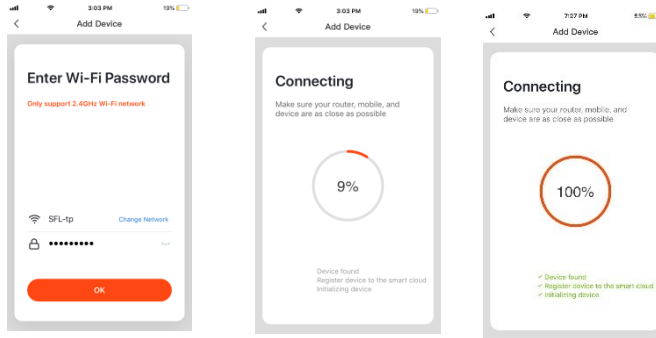 3:03 PM 19%
Add Device
Enter Wi-Fi Password
Only support 2.4GHz Wi-Fi network
SFL-tp Change Network
•••••••••
OK
3:03 PM 19%
Add Device
Connecting
Make sure your router, mobile, and
device are as close as possible
9%
Device found
Register device to the smart cloud
Initializing device
7:27 PM 53%
Add Device
Connecting
Make sure your router, mobile, and
device are as close as possible
100%
✓ Device found
✓ Register device to the smart cloud
✓ Initializing device